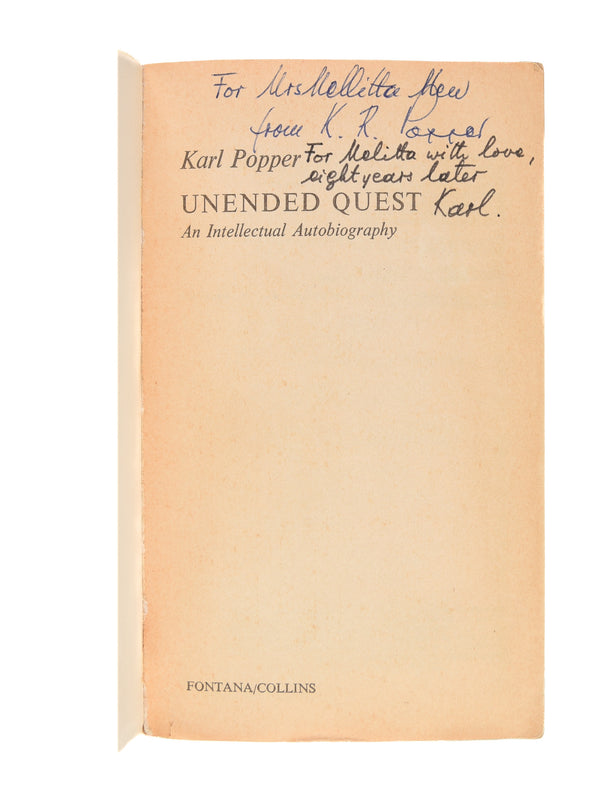 For Mrs Mellitta Mew
from K. R. Popper
Karl Popper For Melitta with love,
eight years later
UNENDED QUEST Karl.
An Intellectual Autobiography
FONTANA/COLLINS